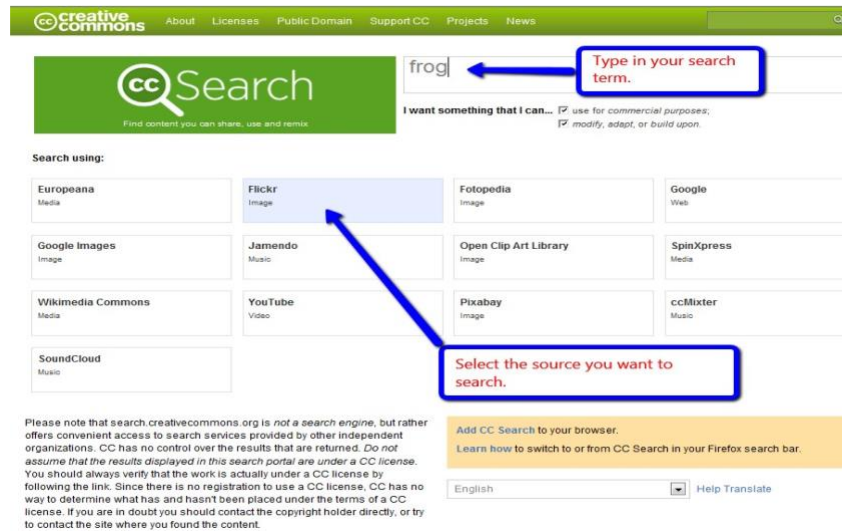 creative commons About Licenses Public Domain Support CC Projects News
cc Search
Find content you can share, use and remix
frog
Type in your search
term.
I want something that I can... use for commercial purposes;
modify, adapt, or build upon.
Search using:
Europeana
Media
Flickr
Image
Fotopedia
Image
Google
Web
Google Images
Image
Jamendo
Music
Open Clip Art Library
Image
SpinXpress
Media
Wikimedia Commons
Media
YouTube
Video
Pixabay
Image
ccMixter
Music
SoundCloud
Music
Select the source you want to
search.
Please note that search.creativecommons.org is not a search engine, but rather
offers convenient access to search services provided by other independent
organizations. CC has no control over the results that are returned. Do not
assume that the results displayed in this search portal are under a CC license.
You should always verify that the work is actually under a CC license by
following the link. Since there is no registration to use a CC license, CC has no
way to determine what has and hasn't been placed under the terms of a CC
license. If you are in doubt you should contact the copyright holder directly, or try
to contact the site where you found the content.
Add CC Search to your browser.
Learn how to switch to or from CC Search in your Firefox search bar.
English
Help Translate